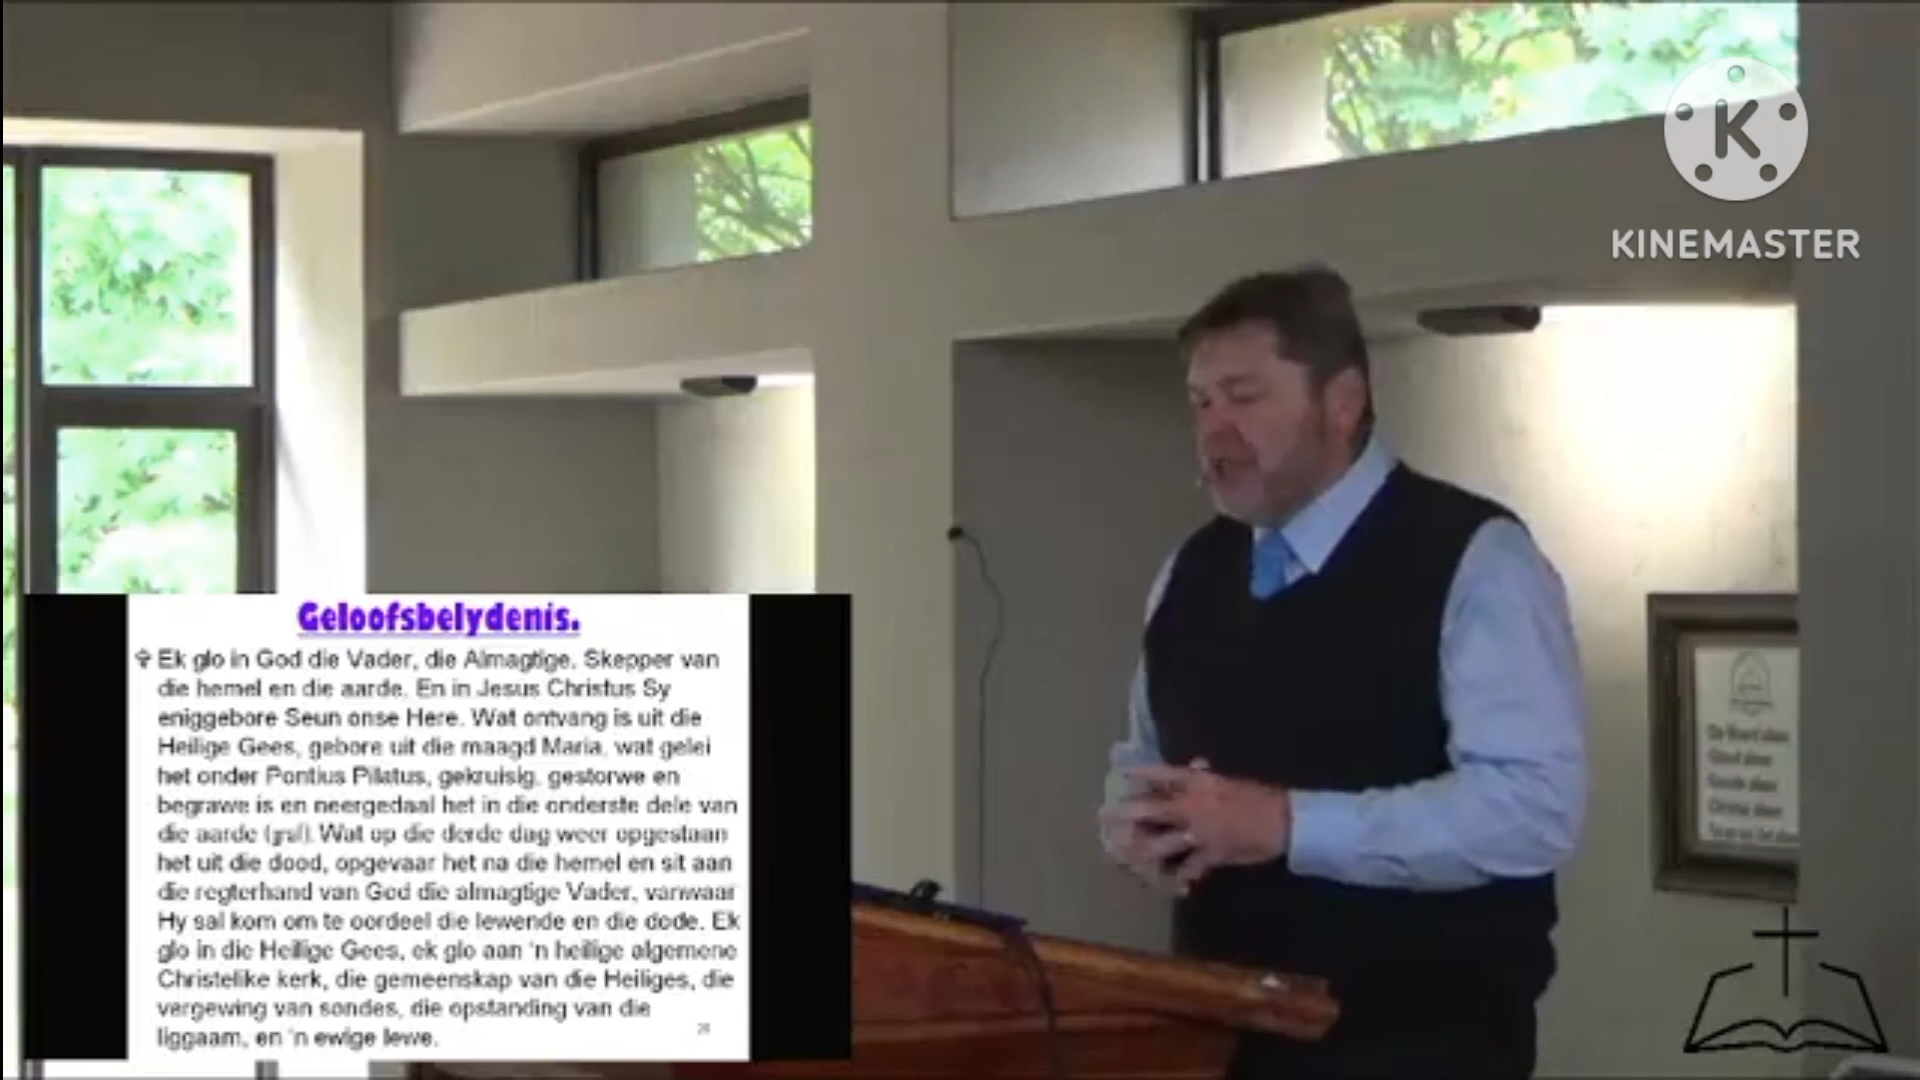 K
KINEMASTER
Geloofsbelydenis.
Ek glo in God die Vader, die Almagtige, Skepper van
die hemel en die aarde. En in Jesus Christus Sy
eniggebore Seun onse Here. Wat ontvang is uit die
Heilige Gees, gebore uit die maagd Maria, wat gelei
het onder Pontius Pilatus, gekruisig, gestorwe en
begrawe is en neergedaal het in die onderste dele van
die aarde (graf). Wat op die derde dag weer opgestaan
het uit die dood, opgevaar het na die hemel en sit aan
die regterhand van God die almagtige Vader, vanwaar
Hy sal kom om te oordeel die lewende en die dode. Ek
glo in die Heilige Gees, ek glo aan 'n heilige algemene
Christelike kerk, die gemeenskap van die Heiliges, die
vergewing van sondes, die opstanding van die
liggaam, en 'n ewige lewe.